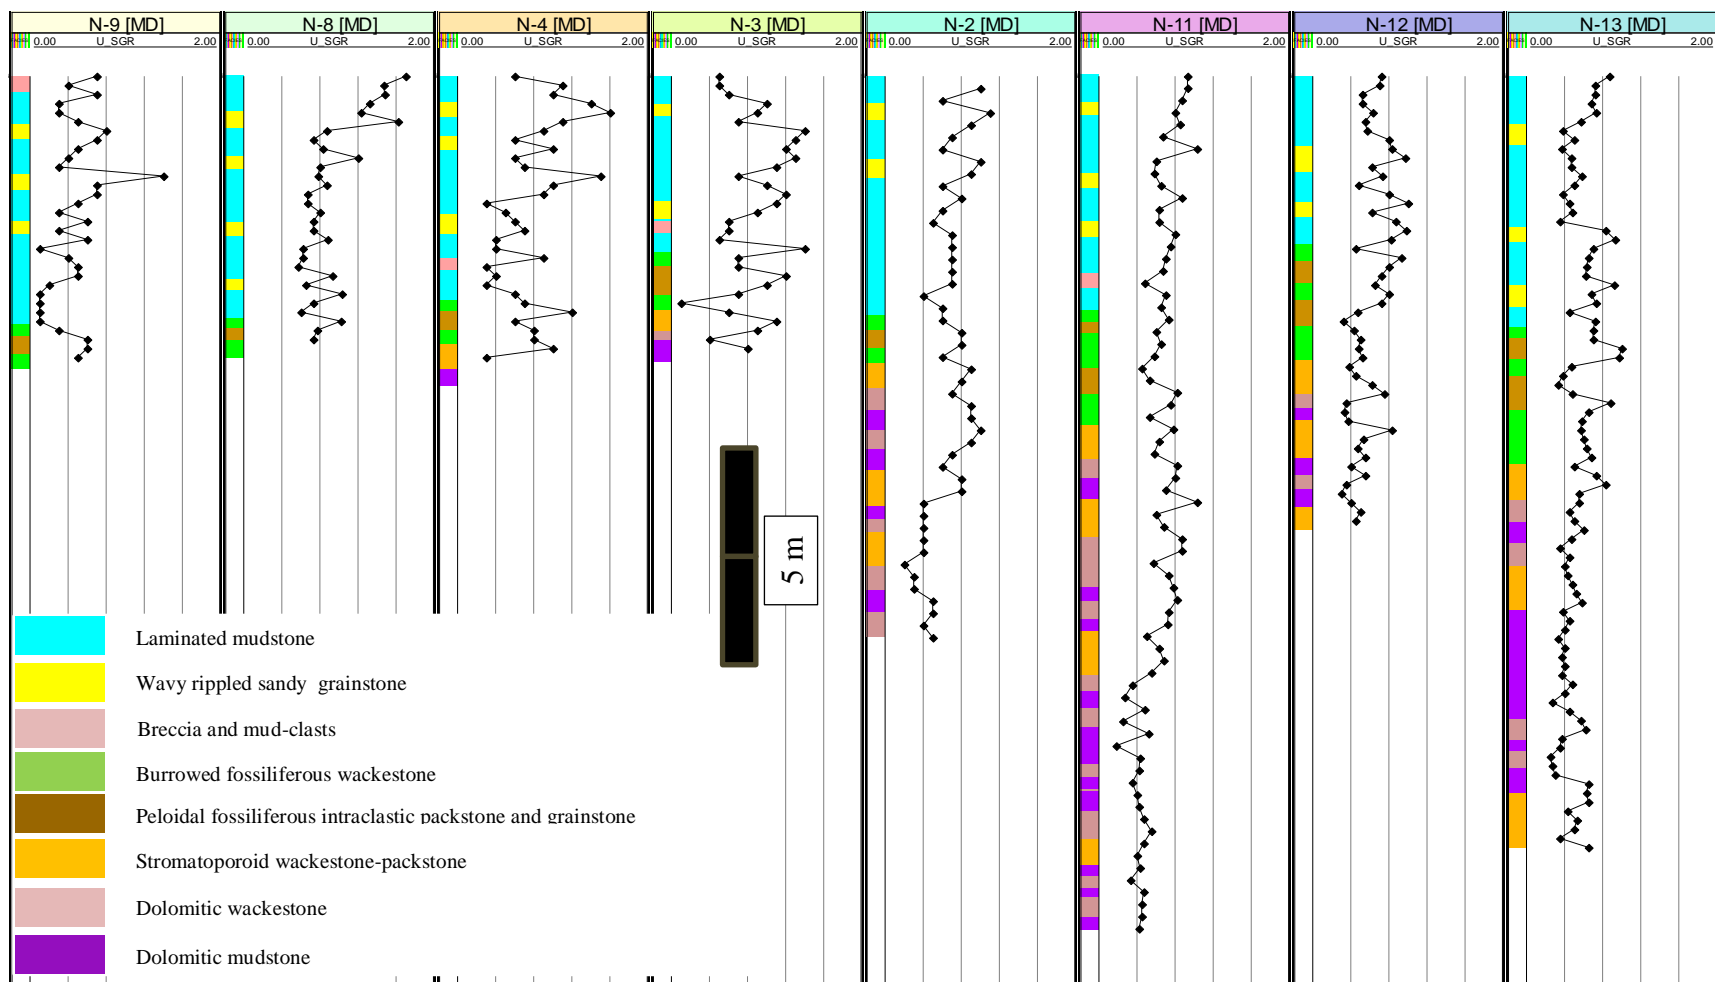 N-9 [MD] N-8 [MD] N-4 [MD] N-3 [MD] N-2 [MD] N-11 [MD] N-12 [MD] N-13 [MD]
0.00 U_SGR 2.00 0.00 U_SGR 2.00 0.00 U_SGR 2.00 0.00 U_SGR 2.00 0.00 U_SGR 2.00 0.00 U_SGR 2.00 0.00 U_SGR 2.00 0.00 U_SGR 2.00
5 m
Laminated mudstone
Wavy rippled sandy grainstone
Breccia and mud-clasts
Burrowed fossiliferous wackestone
Peloidal fossiliferous intraclastic packstone and grainstone
Stromatoporoid wackestone-packstone
Dolomitic wackestone
Dolomitic mudstone